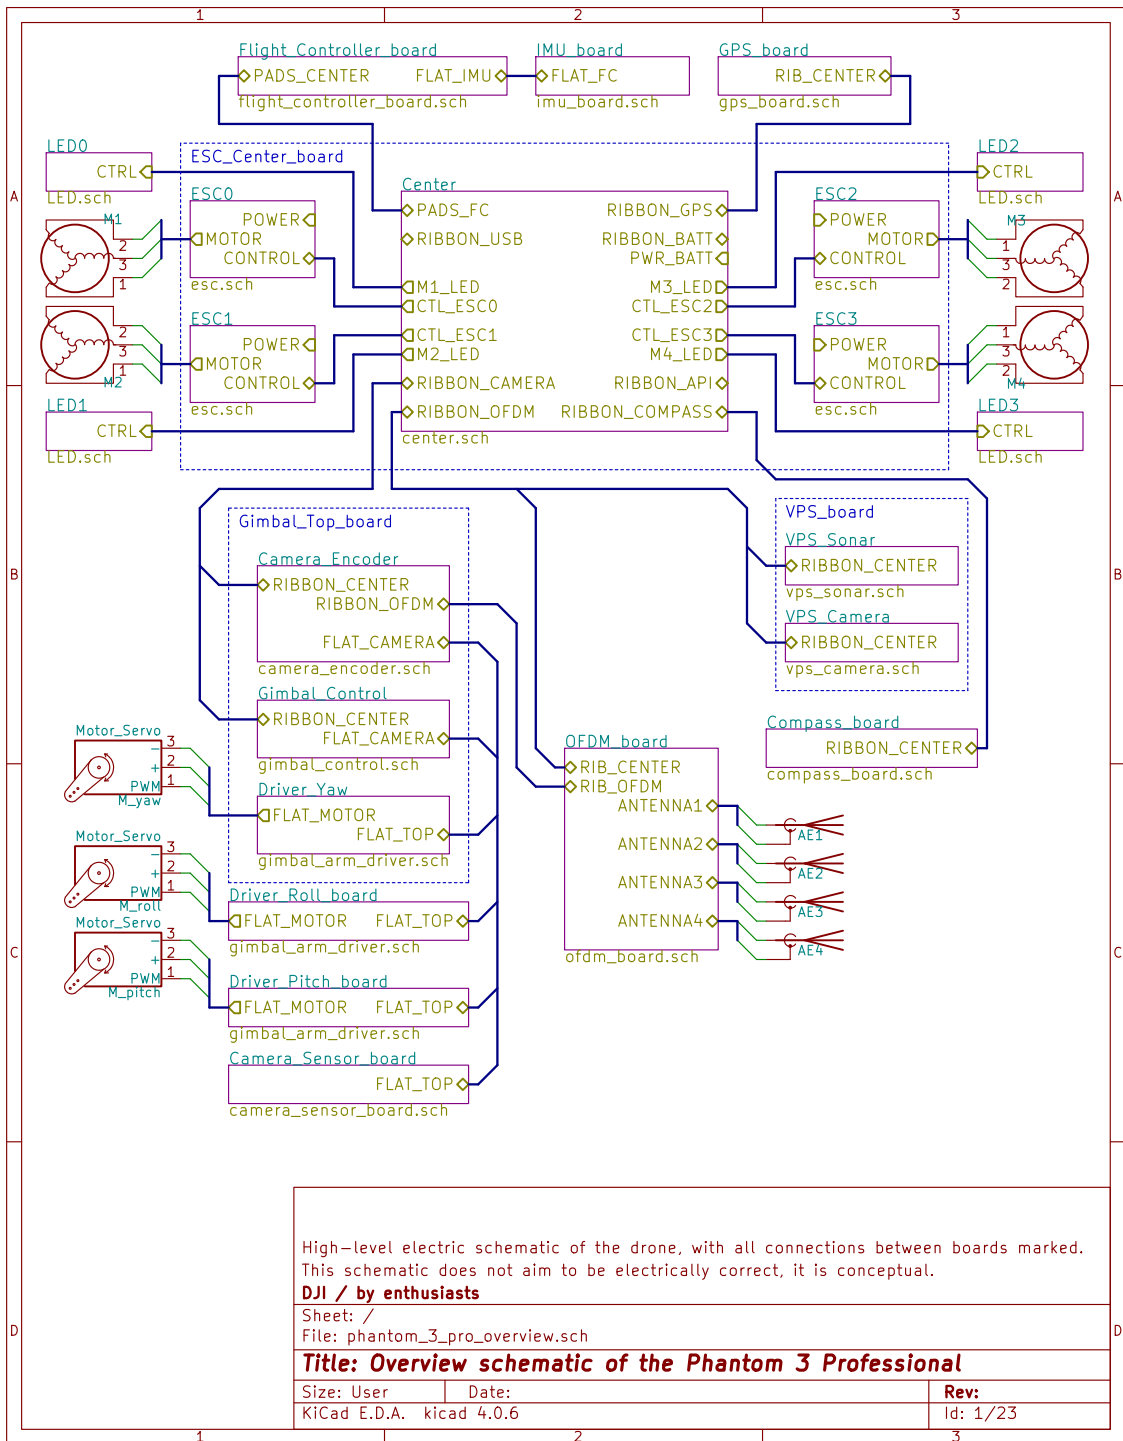 1 2 3
Flight_Controller_board IMU_board GPS_board
PADS_CENTER FLAT_IMU FLAT_FC RIB_CENTER
flight_controller_board.sch imu_board.sch gps_board.sch
LED0 ESC_Center_board LED2
CTRL CTRL
LED.sch LED.sch
A A
ESC0 Center ESC2
M1 POWER PADS_FC RIBBON_GPS POWER M3
2 MOTOR RIBBON_USB RIBBON_BATT MOTOR 1
3 CONTROL PWR_BATT CONTROL 3
1 esc.sch M1_LED M3_LED esc.sch 2
CTL_ESC0 CTL_ESC2
ESC1 ESC3
2 POWER CTL_ESC1 CTL_ESC3 POWER 1
3 MOTOR M2_LED M4_LED MOTOR 3
1 CONTROL RIBBON_CAMERA RIBBON_API CONTROL 2
M2 M4
LED1 esc.sch RIBBON_OFDM RIBBON_COMPASS esc.sch LED3
CTRL center.sch CTRL
LED.sch LED.sch
Gimbal_Top_board VPS_board
Camera_Encoder VPS_Sonar
B RIBBON_CENTER RIBBON_CENTER B
RIBBON_OFDM vps_sonar.sch
FLAT_CAMERA VPS_Camera
RIBBON_CENTER
camera_encoder.sch vps_camera.sch
Gimbal_Control
RIBBON_CENTER Compass_board
Motor_Servo FLAT_CAMERA OFDM_board RIBBON_CENTER
- 3 gimbal_control.sch RIB_CENTER compass_board.sch
+ 2 Driver_Yaw RIB_OFDM
PWM 1
M_yaw FLAT_MOTOR ANTENNA1
Motor_Servo FLAT_TOP AE1
- 3 gimbal_arm_driver.sch ANTENNA2
+ 2 AE2
PWM 1 Driver_Roll_board ANTENNA3
M_roll AE3
Motor_Servo FLAT_MOTOR FLAT_TOP ANTENNA4
- 3 gimbal_arm_driver.sch AE4
C + 2 ofdm_board.sch C
PWM 1 Driver_Pitch_board
M_pitch
FLAT_MOTOR FLAT_TOP
gimbal_arm_driver.sch
Camera_Sensor_board
FLAT_TOP
camera_sensor_board.sch
High-level electric schematic of the drone, with all connections between boards marked.
This schematic does not aim to be electrically correct, it is conceptual.
DJI / by enthusiasts
Sheet: /
D D
File: phantom_3_pro_overview.sch
Title: Overview schematic of the Phantom 3 Professional
Size: User Date: Rev:
KiCad E.D.A. kicad 4.0.6 Id: 1/23
1 2 3